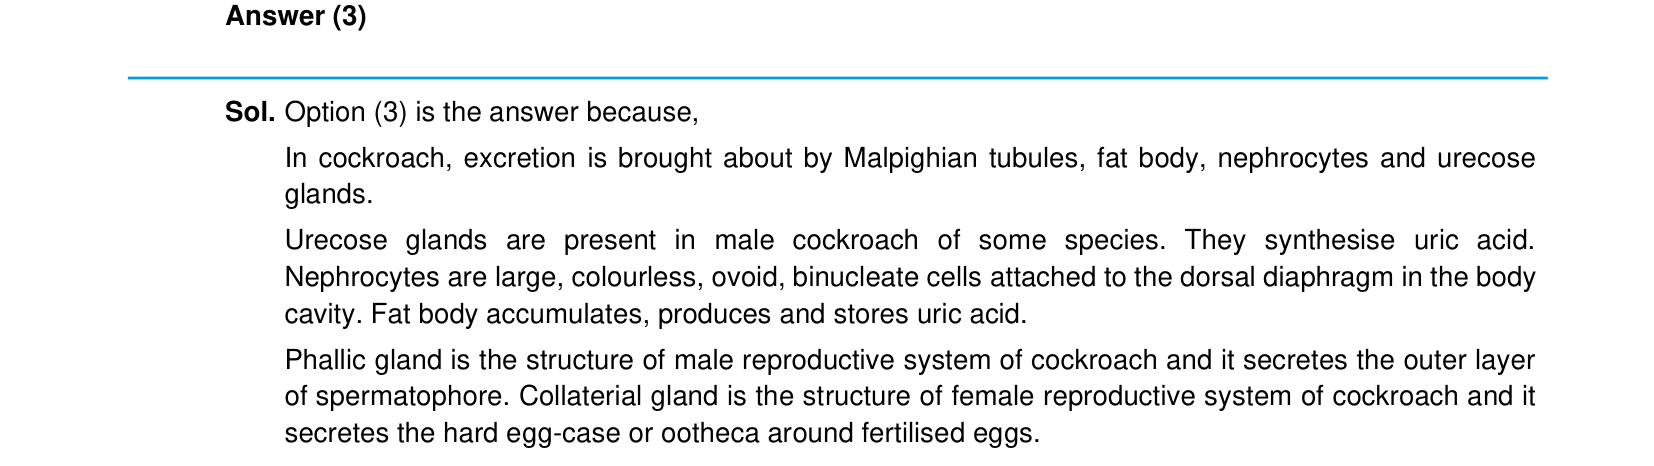 Answer (3)
Sol. Option (3) is the answer because,
In cockroach, excretion is brought about by Malpighian tubules, fat body, nephrocytes and urecose
glands.
Urecose glands are present in male cockroach of some species. They synthesise uric acid.
Nephrocytes are large, colourless, ovoid, binucleate cells attached to the dorsal diaphragm in the body
cavity. Fat body accumulates, produces and stores uric acid.
Phallic gland is the structure of male reproductive system of cockroach and it secretes the outer layer
of spermatophore. Collaterial gland is the structure of female reproductive system of cockroach and it
secretes the hard egg-case or ootheca around fertilised eggs.